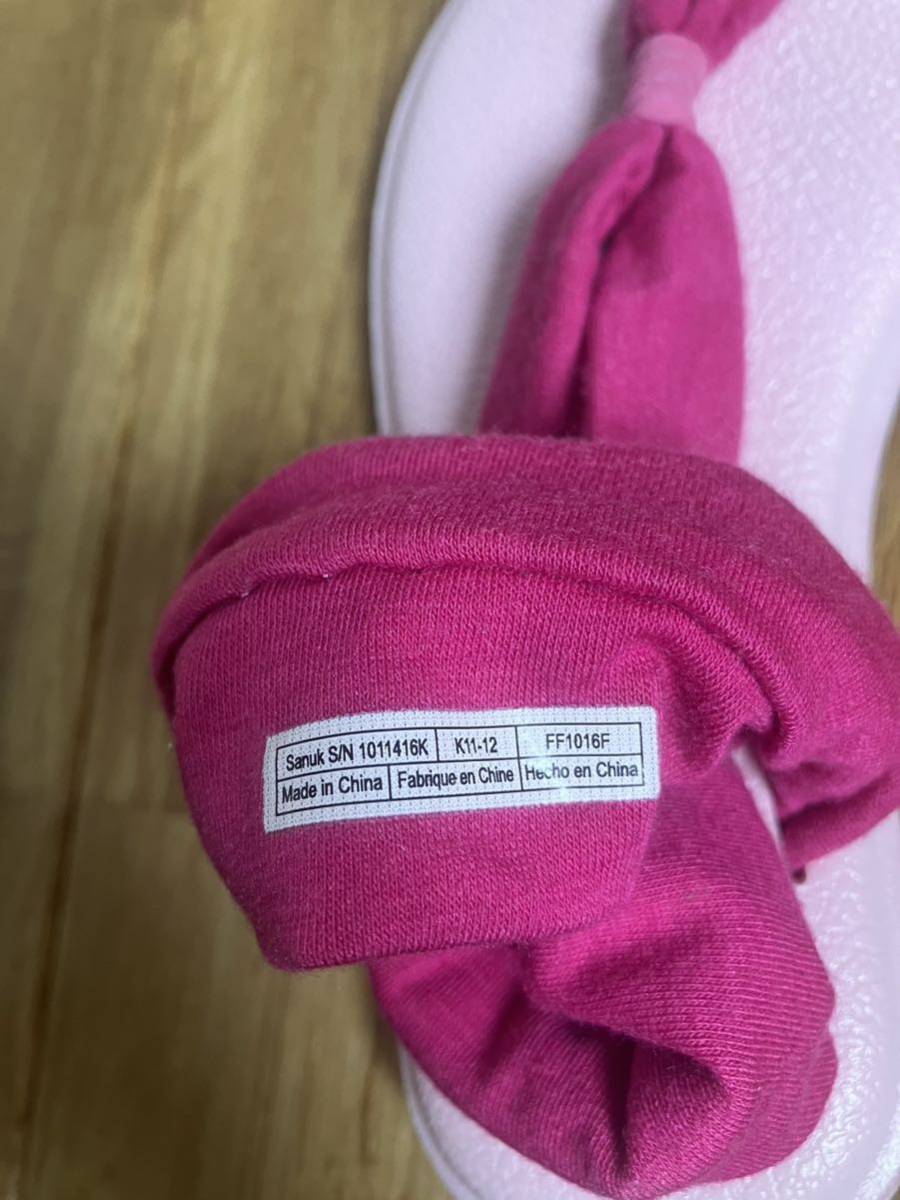 Sanuk S/N 1011416K K11-12 FF1016F
Made in China Fabrique en Chine Hecho en China